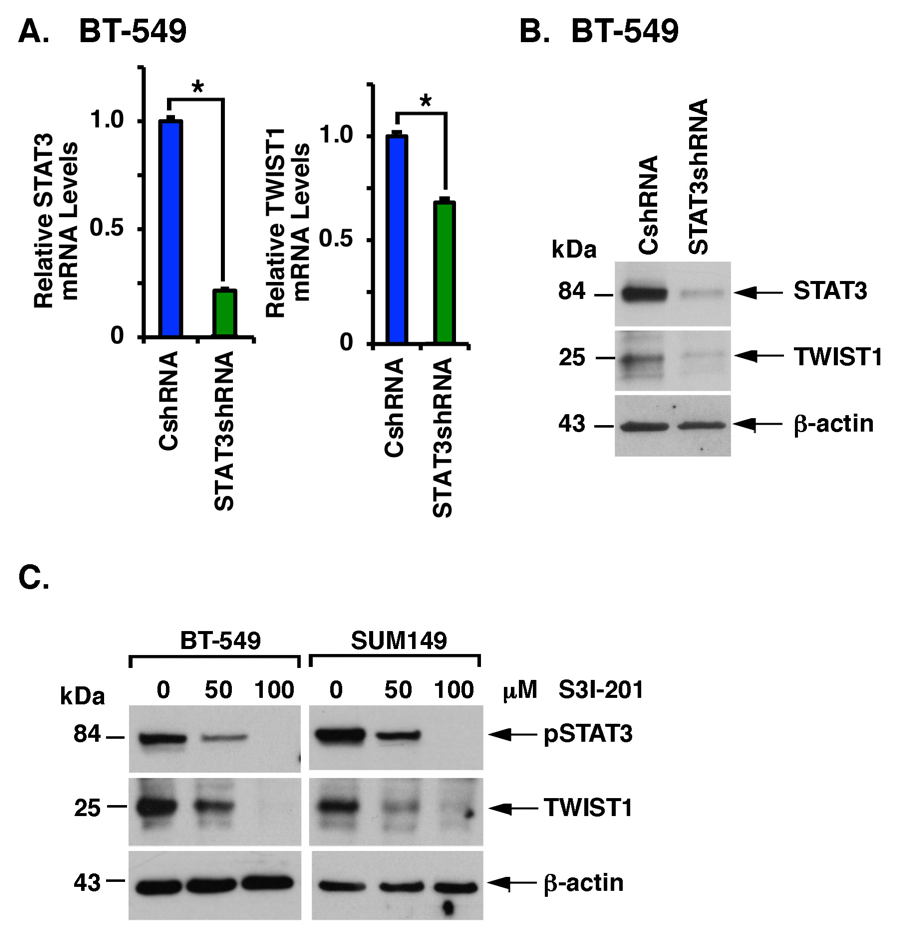 A. BT-549
Relative STAT3
mRNA Levels
1.0
0.5
0
*
CshRNA
STAT3shRNA
Relative TWIST1
mRNA Levels
1.0
0.5
0
*
CshRNA
STAT3shRNA
B. BT-549
CshRNA
STAT3shRNA
kDa
84 STAT3
25 TWIST1
43 β-actin
C.
BT-549 SUM149
kDa 0 50 100 0 50 100 µM S3I-201
84 pSTAT3
25 TWIST1
43 β-actin